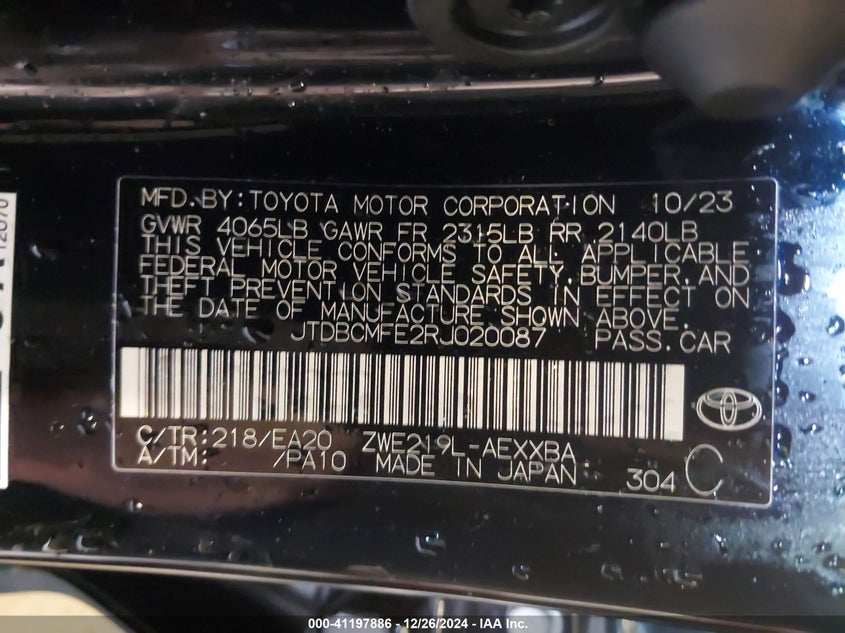 MFD.BY:TOYOTA MOTOR CORPORATION 10/23
GVWR 4065LB GAWR FR 2315LB RR 2140LB
THIS VEHICLE CONFORMS TO ALL APPLICABLE
FEDERAL MOTOR VEHICLE SAFETY,BUMPER,AND
THEFT PREVENTION STANDARDS IN EFFECT ON
THE DATE OF MANUFACTURE SHOWN ABOVE.
JTDBCMFE2RJ020087 PASS.CAR
C/TR:218/EA20 ZWE219L-AEXXBA
A/TM: /PA10 MADE IN JAPAN 304 C
000-41197886 - 12/26/2024 - IAA - Copart